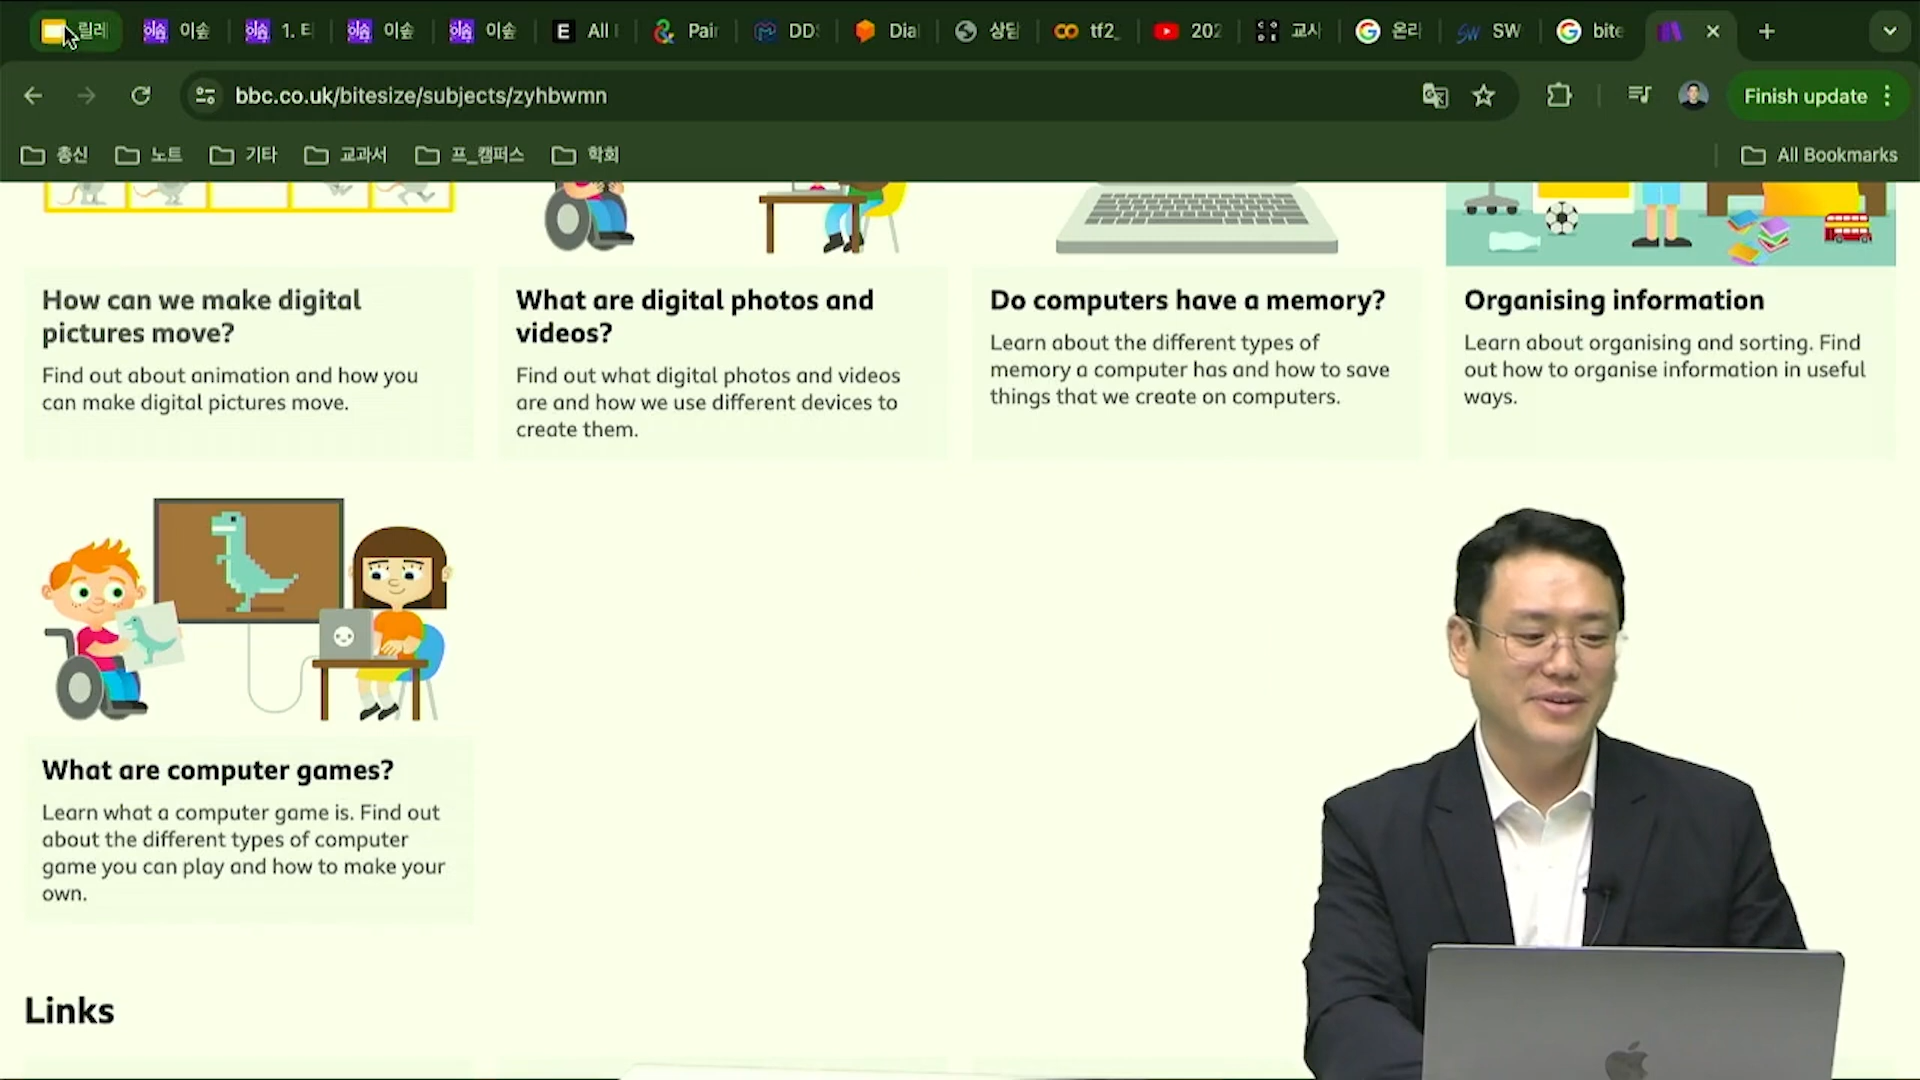 릴레
이솦
1. E
이솦
이솦
All
Pair
DDS
Dial
상담
tf2_
202
교사
온리
SW
bite
bbc.co.uk/bitesize/subjects/zyhbwmn
Finish update
총신
노트
기타
교과서
프_캠퍼스
학회
All Bookmarks
How can we make digital
pictures move?
Find out about animation and how you
can make digital pictures move.
What are digital photos and
videos?
Find out what digital photos and videos
are and how we use different devices to
create them.
Do computers have a memory?
Learn about the different types of
memory a computer has and how to save
things that we create on computers.
Organising information
Learn about organising and sorting. Find
out how to organise information in useful
ways.
What are computer games?
Learn what a computer game is. Find out
about the different types of computer
game you can play and how to make your
own.
Links